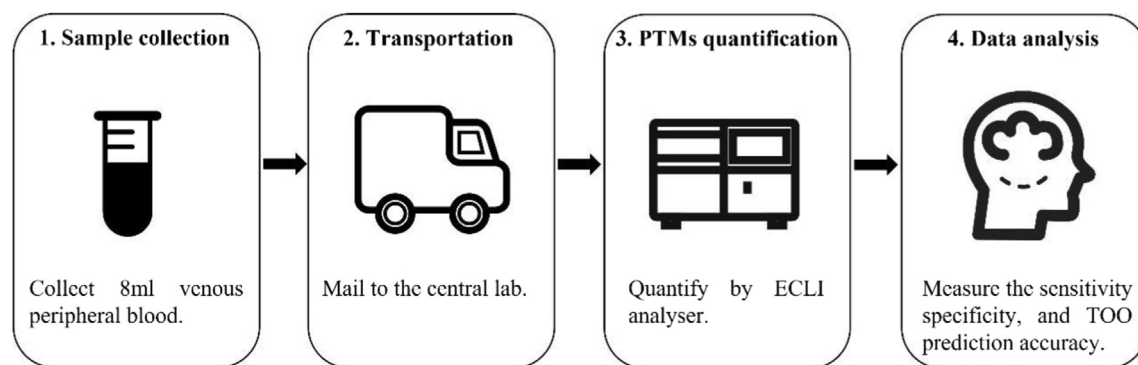 1. Sample collection
Collect 8ml venous
peripheral blood.
2. Transportation
Mail to the central lab.
3. PTMs quantification
Quantify by ECLI
analyser.
4. Data analysis
Measure the sensitivity
specificity, and TOO
prediction accuracy.